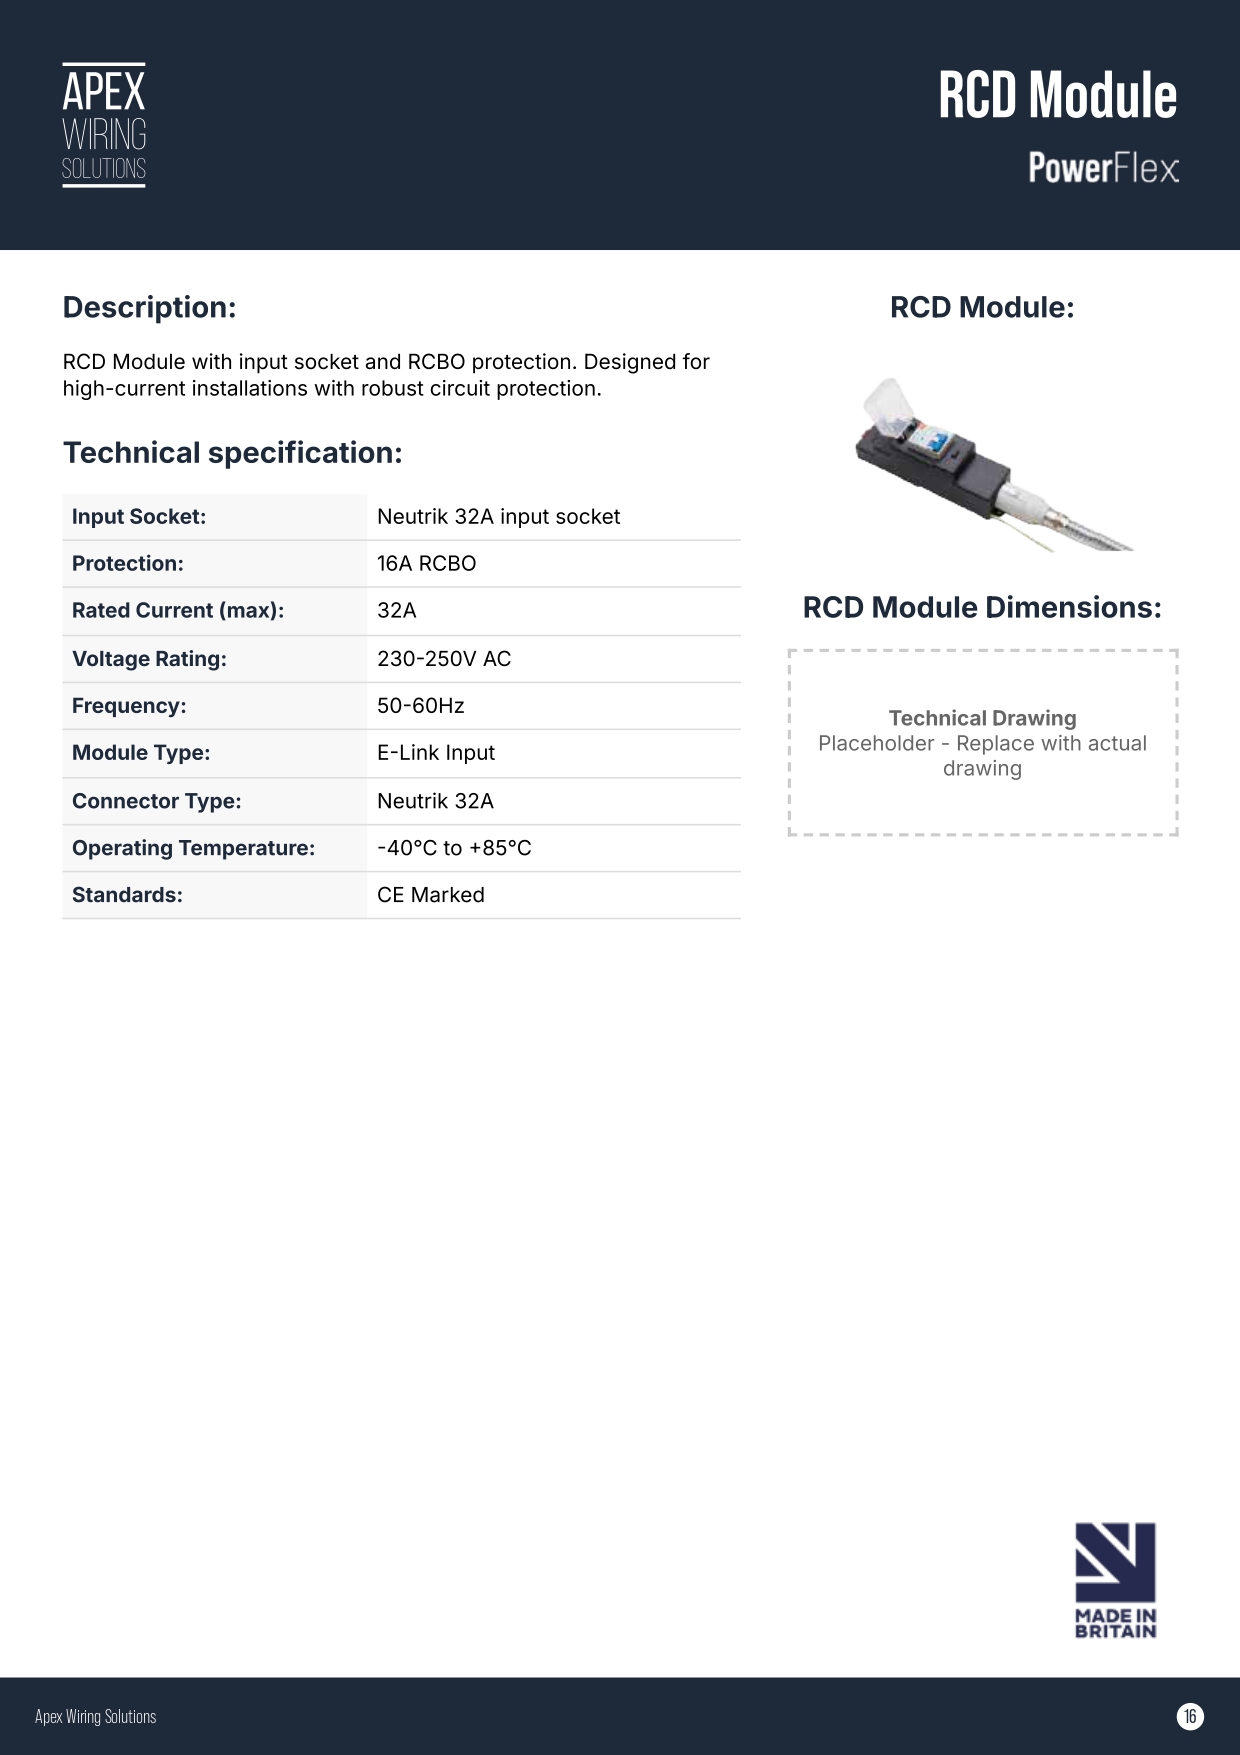 APEX
WIRING
SOLUTIONS
RCD Module
PowerFlex
Description:
RCD Module with input socket and RCBO protection. Designed for
high-current installations with robust circuit protection.
Technical specification:
Input Socket: Neutrik 32A input socket
Protection: 16A RCBO
Rated Current (max): 32A
Voltage Rating: 230-250V AC
Frequency: 50-60Hz
Module Type: E-Link Input
Connector Type: Neutrik 32A
Operating Temperature: -40°C to +85°C
Standards: CE Marked
RCD Module:
RCD Module Dimensions:
Technical Drawing
Placeholder - Replace with actual
drawing
MADE IN
BRITAIN
Apex Wiring Solutions
16